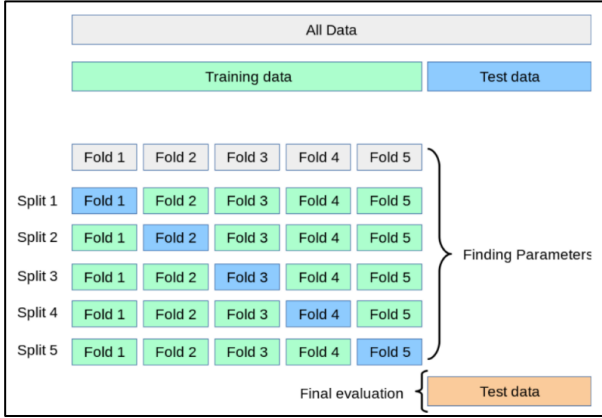 All Data
Training data Test data
Fold 1 Fold 2 Fold 3 Fold 4 Fold 5
Split 1 Fold 1 Fold 2 Fold 3 Fold 4 Fold 5
Split 2 Fold 1 Fold 2 Fold 3 Fold 4 Fold 5
Finding Parameters
Split 3 Fold 1 Fold 2 Fold 3 Fold 4 Fold 5
Split 4 Fold 1 Fold 2 Fold 3 Fold 4 Fold 5
Split 5 Fold 1 Fold 2 Fold 3 Fold 4 Fold 5
Final evaluation Test data